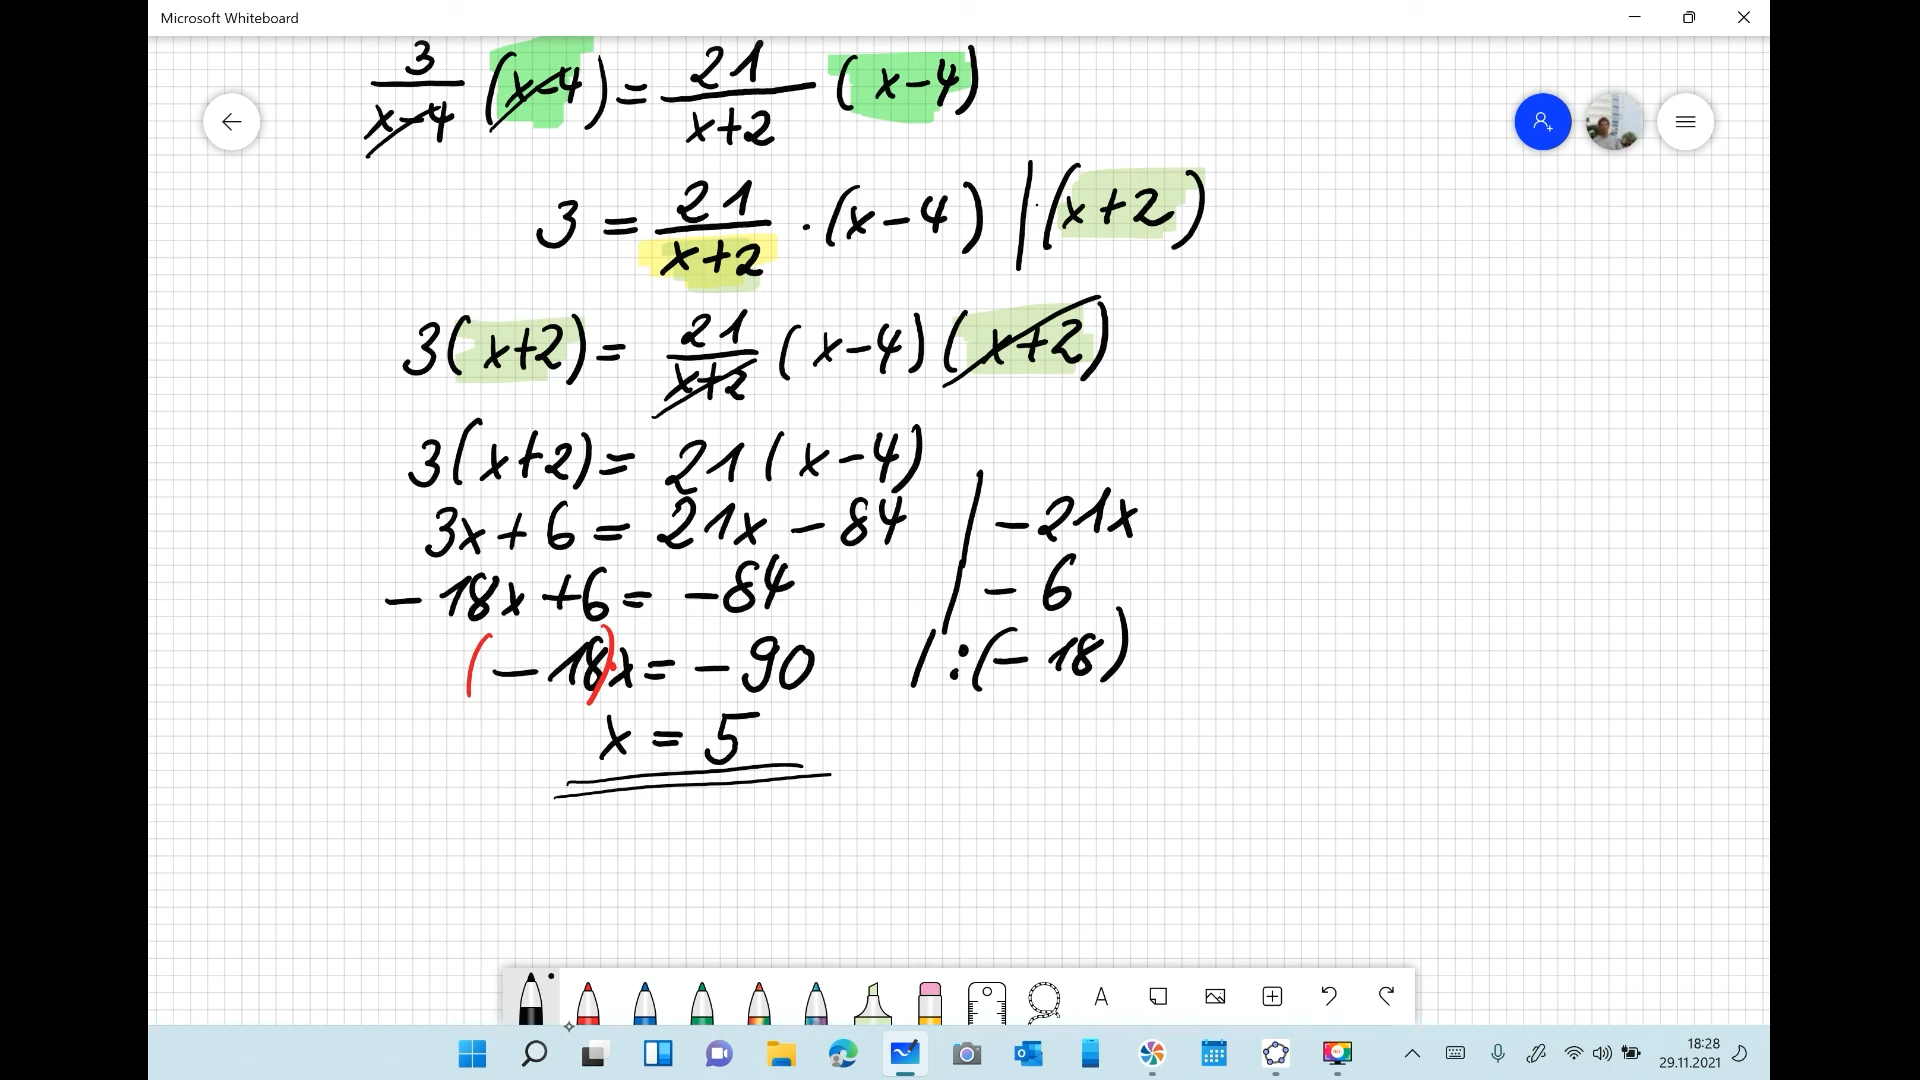 Microsoft Whiteboard
3/(x-4) (x-4) = 21/(x+2) (x-4)
3 = 21/(x+2) · (x-4) | · (x+2)
3(x+2) = 21/(x+2) (x-4) (x+2)
3(x+2) = 21(x-4)
3x + 6 = 21x - 84 | -21x
-18x + 6 = -84 | - 6
(-18)·x = -90 | :(-18)
x = 5
A
18:28
29.11.2021